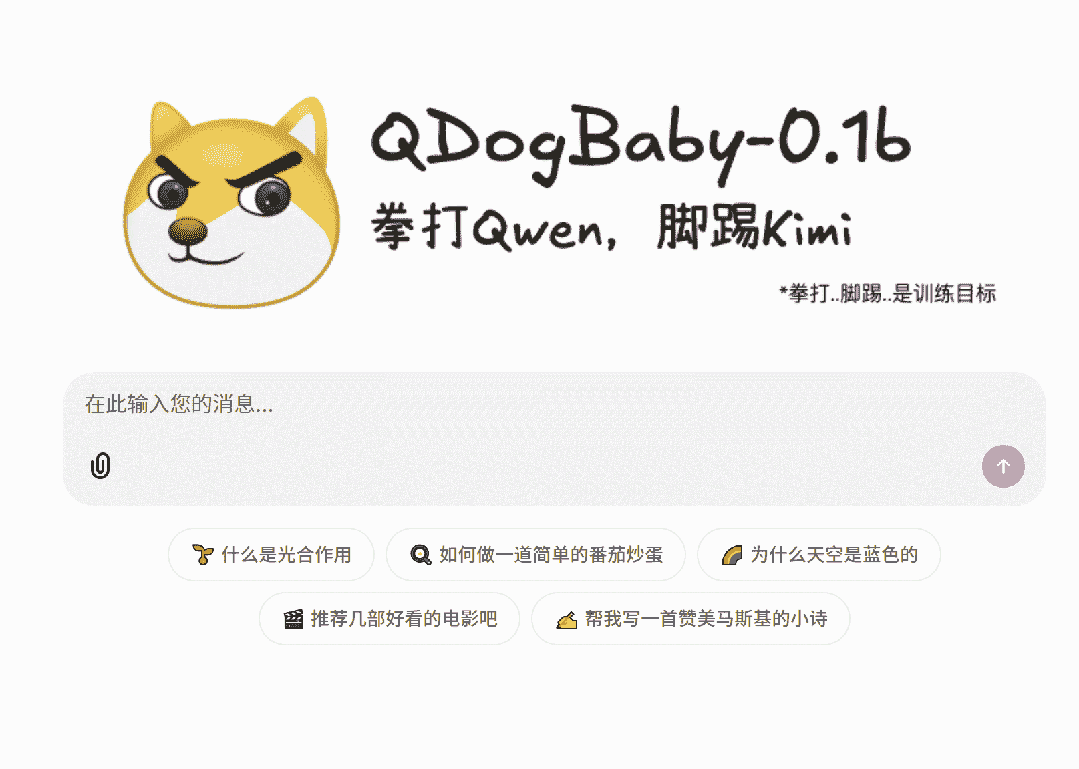 QDogBaby-0.1b
拳打Qwen，脚踢Kimi
*拳打..脚踢..是训练目标
在此输入您的消息...
什么是光合作用
如何做一道简单的番茄炒蛋
为什么天空是蓝色的
推荐几部好看的电影吧
帮我写一首赞美马斯基的小诗